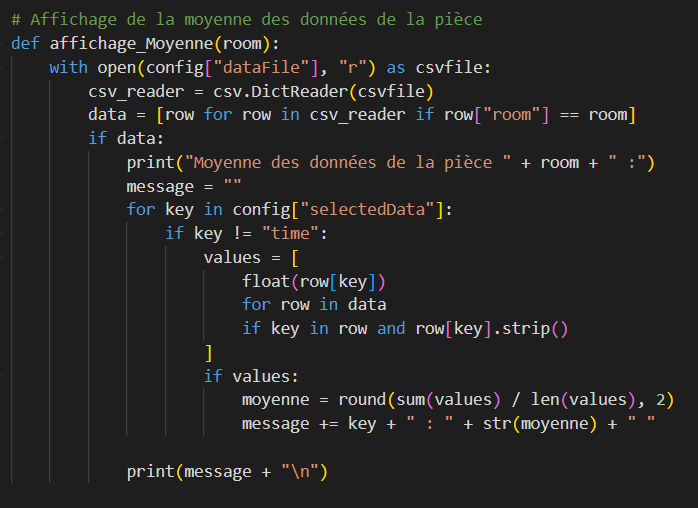 # Affichage de la moyenne des données de la pièce
def affichage_Moyenne(room):
    with open(config["dataFile"], "r") as csvfile:
        csv_reader = csv.DictReader(csvfile)
        data = [row for row in csv_reader if row["room"] == room]
        if data:
            print("Moyenne des données de la pièce " + room + " :")
            message = ""
            for key in config["selectedData"]:
                if key != "time":
                    values = [
                        float(row[key])
                        for row in data
                        if key in row and row[key].strip()
                    ]
                    if values:
                        moyenne = round(sum(values) / len(values), 2)
                        message += key + " : " + str(moyenne) + " "
            print(message + "\n")